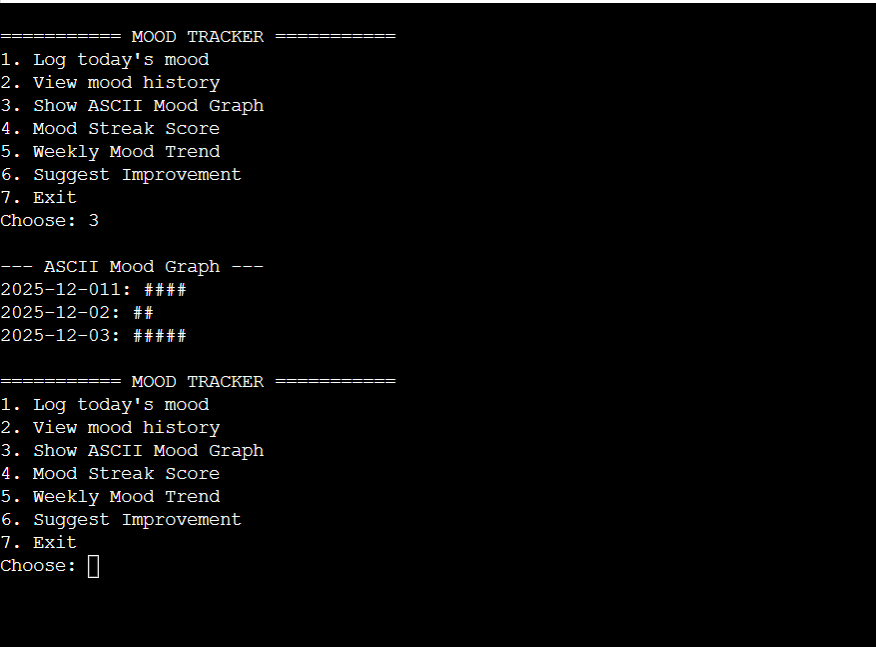 =========== MOOD TRACKER ===========
1. Log today's mood
2. View mood history
3. Show ASCII Mood Graph
4. Mood Streak Score
5. Weekly Mood Trend
6. Suggest Improvement
7. Exit
Choose: 3
--- ASCII Mood Graph ---
2025-12-011: ####
2025-12-02: ##
2025-12-03: #####
=========== MOOD TRACKER ===========
1. Log today's mood
2. View mood history
3. Show ASCII Mood Graph
4. Mood Streak Score
5. Weekly Mood Trend
6. Suggest Improvement
7. Exit
Choose: